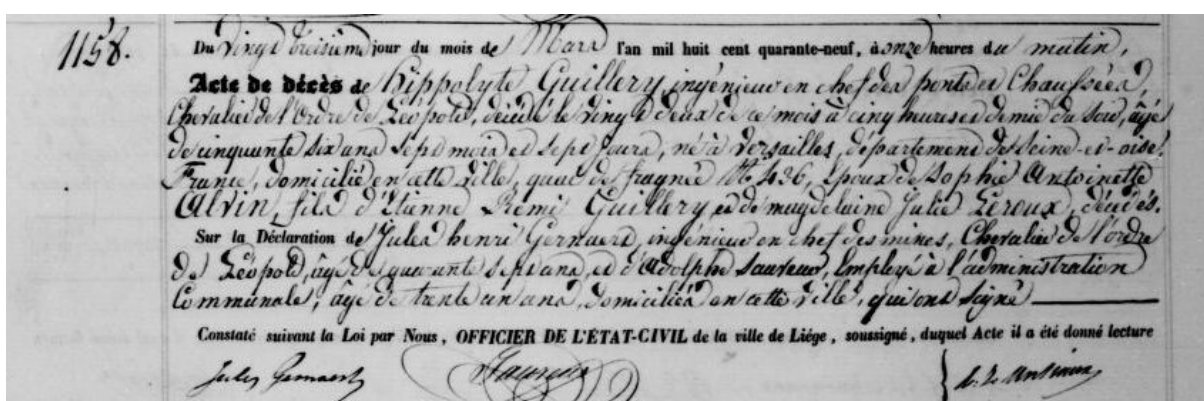 1158.
Du Vingt troisieme jour du mois de Mars l'an mil huit cent quarante-neuf, à onze heures du matin,
Acte de décès de Hippolyte Guillery, ingénieur en chef des ponts et Chaussées,
Chevalier de l'Ordre de Léopold, décédé le vingt deux de ce mois à cinq heures et demie du soir, âgé
de cinquante six ans sept mois et sept jours, né à Versailles, département de Seine-et-oise,
France, domicilié en cette ville, quai de fragnée No 436, Epoux de Sophie Antoinette
Alvin, fils d'Etienne Remi Guillery et de magdelaine Julie Leroux, décédés.
Sur la Déclaration de Jules henri Gernaert, ingénieur en chef des mines, Chevalier de l'ordre
de Léopold, âgé de quarante sept ans, et d'Adolphe Sauveur, Employé à l'administration
Communale, âgé de trente un ans, domiciliés en cette ville, qui ont signé
Constaté suivant la Loi par Nous, OFFICIER DE L'ÉTAT-CIVIL de la ville de Liége, soussigné, duquel Acte il a été donné lecture
Jules Gernaert Sauveur